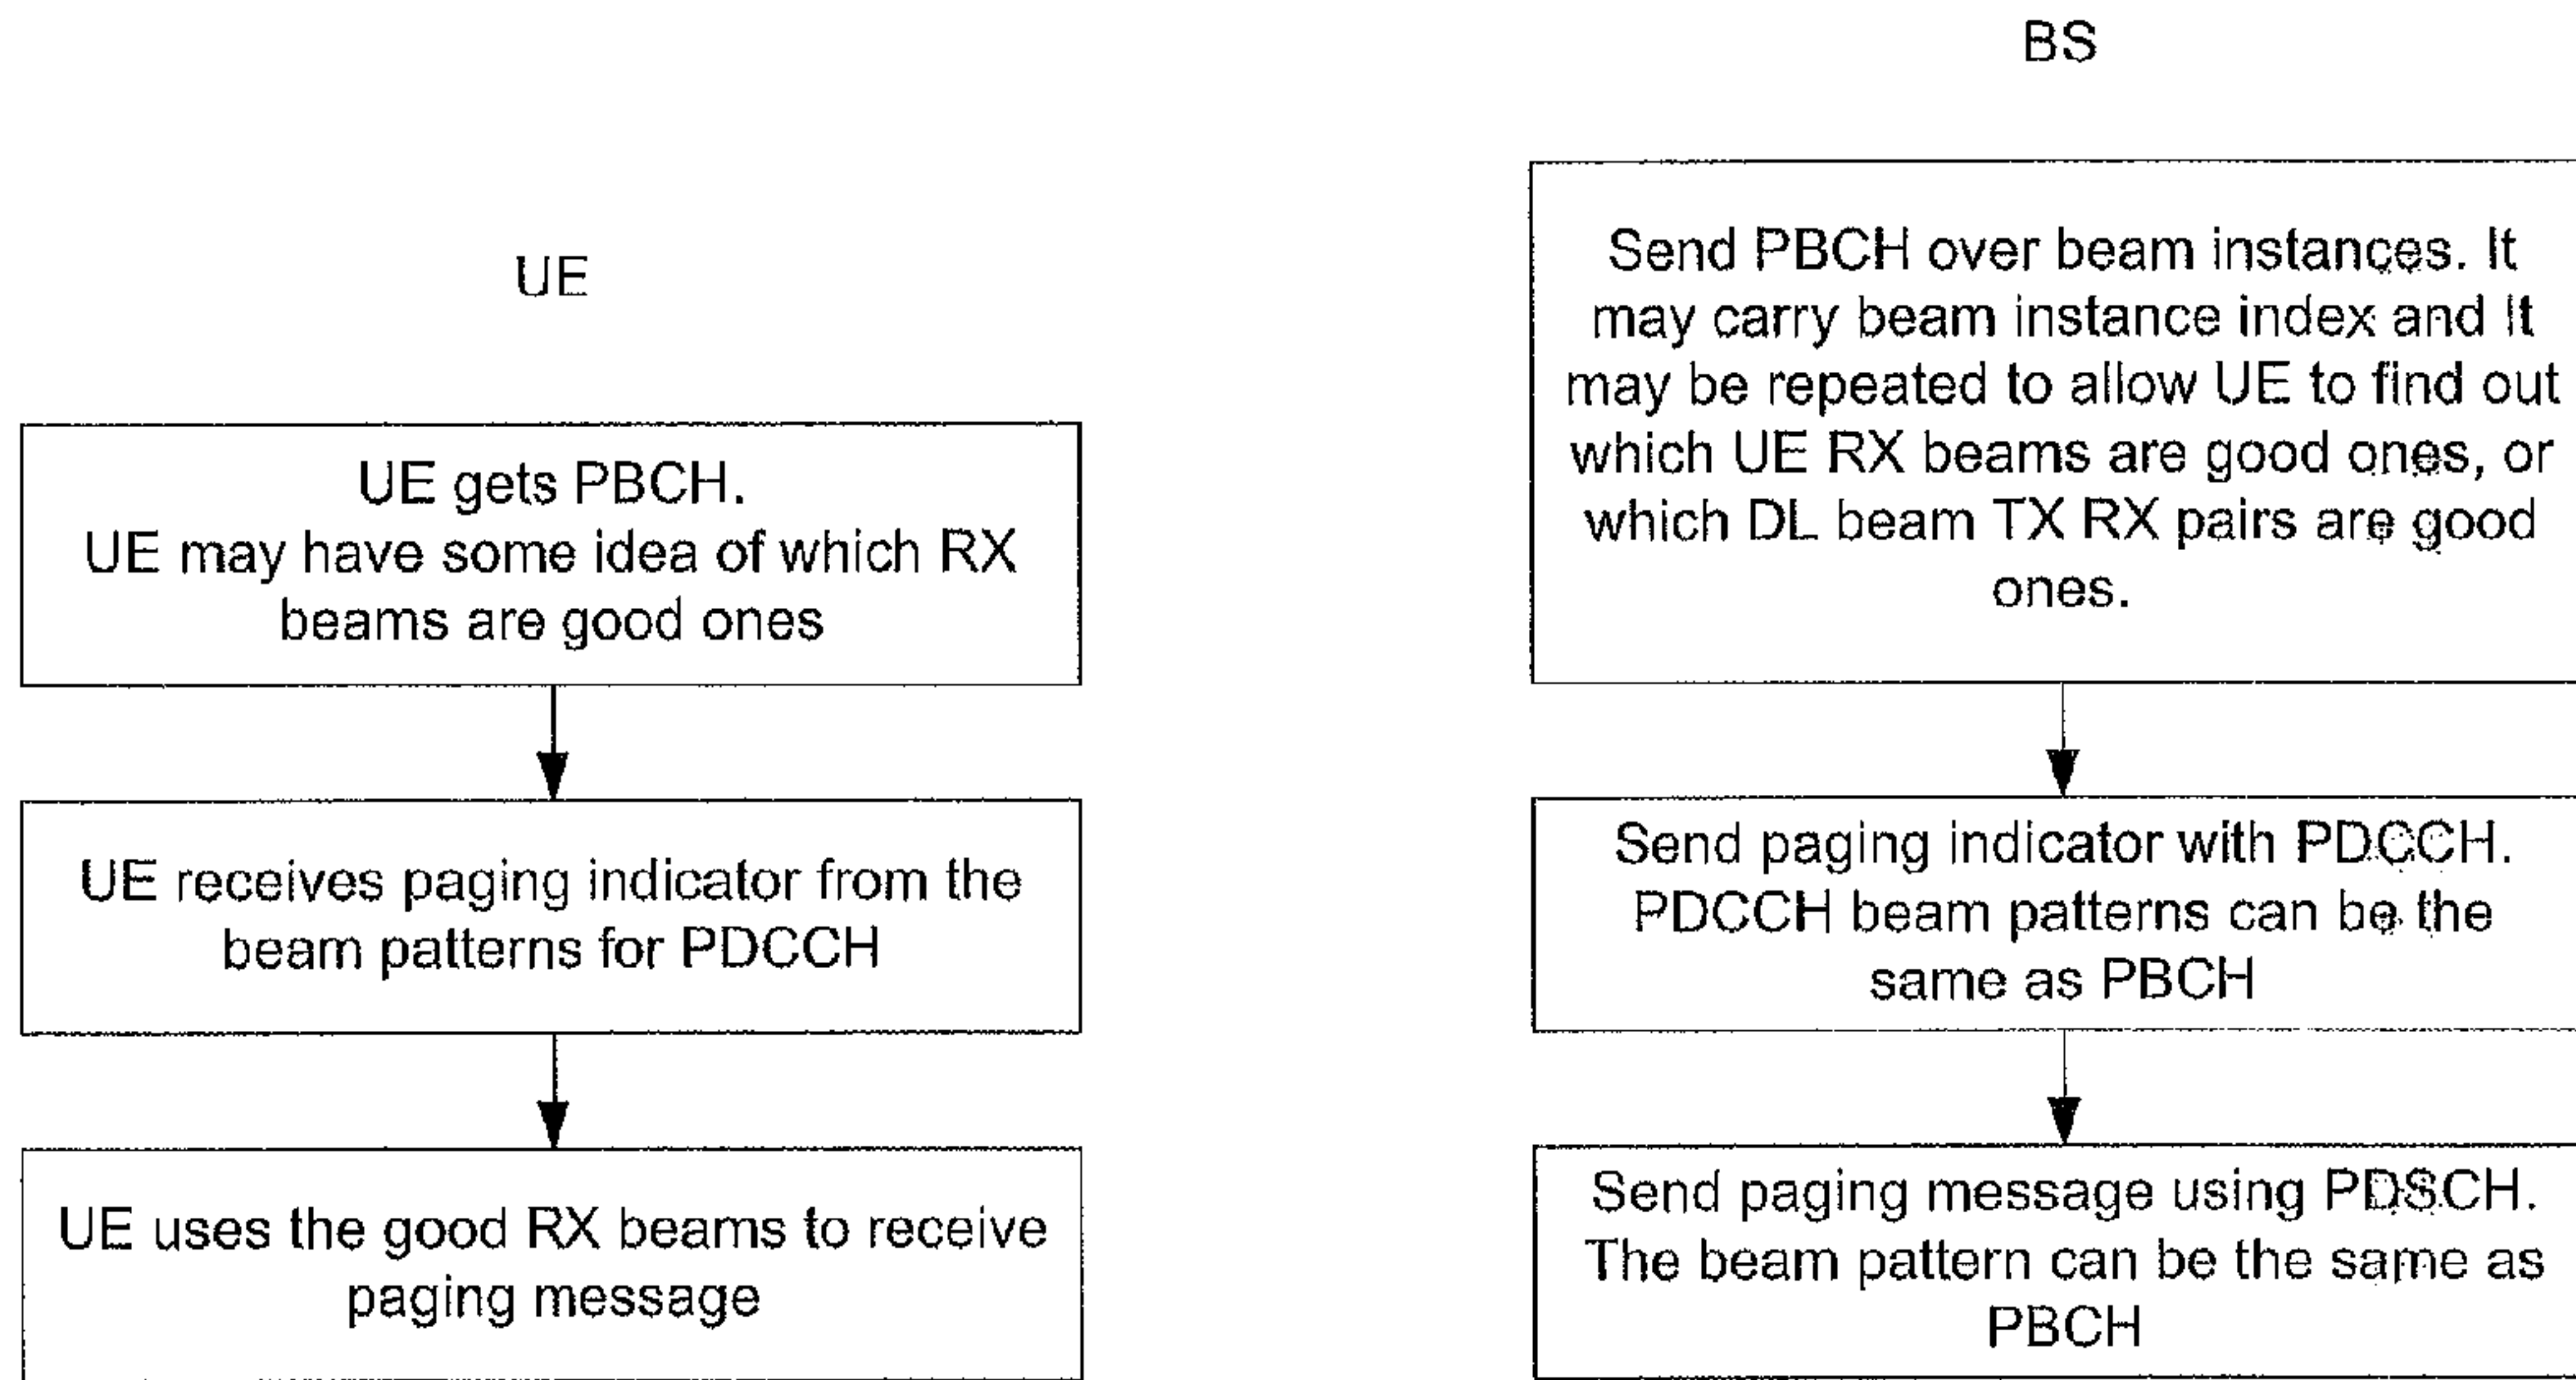 UE
UE gets PBCH.
UE may have some idea of which RX
beams are good ones
UE receives paging indicator from the
beam patterns for PDCCH
UE uses the good RX beams to receive
paging message
BS
Send PBCH over beam instances. It
may carry beam instance index and It
may be repeated to allow UE to find out
which UE RX beams are good ones, or
which DL beam TX RX pairs are good
ones.
Send paging indicator with PDCCH.
PDCCH beam patterns can be the
same as PBCH
Send paging message using PDSCH.
The beam pattern can be the same as
PBCH